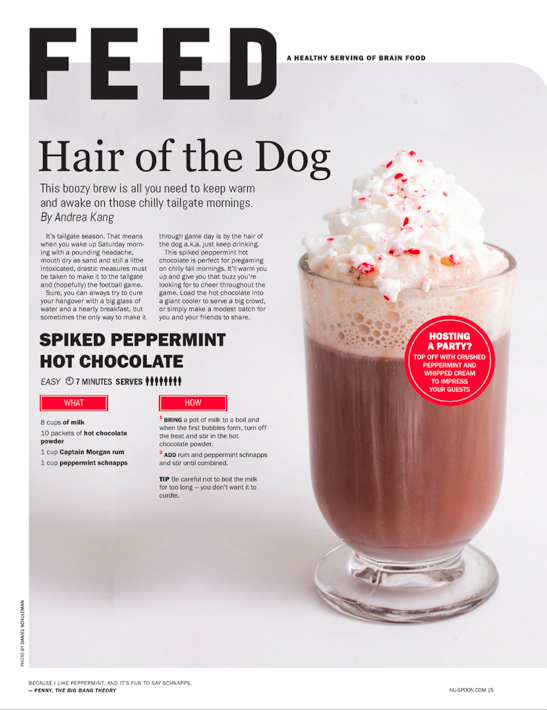 FEED
A HEALTHY SERVING OF BRAIN FOOD
Hair of the Dog
This boozy brew is all you need to keep warm
and awake on those chilly tailgate mornings.
By Andrea Kang
It's tailgate season. That means
when you wake up Saturday morn-
ing with a pounding headache,
mouth dry as sand and still a little
intoxicated, drastic measures must
be taken to make it to the tailgate
and (hopefully) the football game.
Sure, you can always try to cure
your hangover with a big glass of
water and a hearty breakfast, but
sometimes the only way to make it
through game day is by the hair of
the dog a.k.a. just keep drinking.
This spiked peppermint hot
chocolate is perfect for pregaming
on chilly fall mornings. It'll warm you
up and give you that buzz you're
looking for to cheer throughout the
game. Load the hot chocolate into
a giant cooler to serve a big crowd,
or simply make a modest batch for
you and your friends to share.
SPIKED PEPPERMINT
HOT CHOCOLATE
EASY 7 MINUTES SERVES
WHAT
8 cups of milk
10 packets of hot chocolate
powder
1 cup Captain Morgan rum
1 cup peppermint schnapps
HOW
1 BRING a pot of milk to a boil and
when the first bubbles form, turn off
the heat and stir in the hot
chocolate powder.
2 ADD rum and peppermint schnapps
and stir until combined.
TIP Be careful not to boil the milk
for too long — you don't want it to
curdle.
HOSTING
A PARTY?
TOP OFF WITH CRUSHED
PEPPERMINT AND
WHIPPED CREAM
TO IMPRESS
YOUR GUESTS
PHOTO BY DANIEL SCHULEMAN
BECAUSE I LIKE PEPPERMINT, AND IT'S FUN TO SAY SCHNAPPS.
— PENNY, THE BIG BANG THEORY
NU-SPOON.COM |5